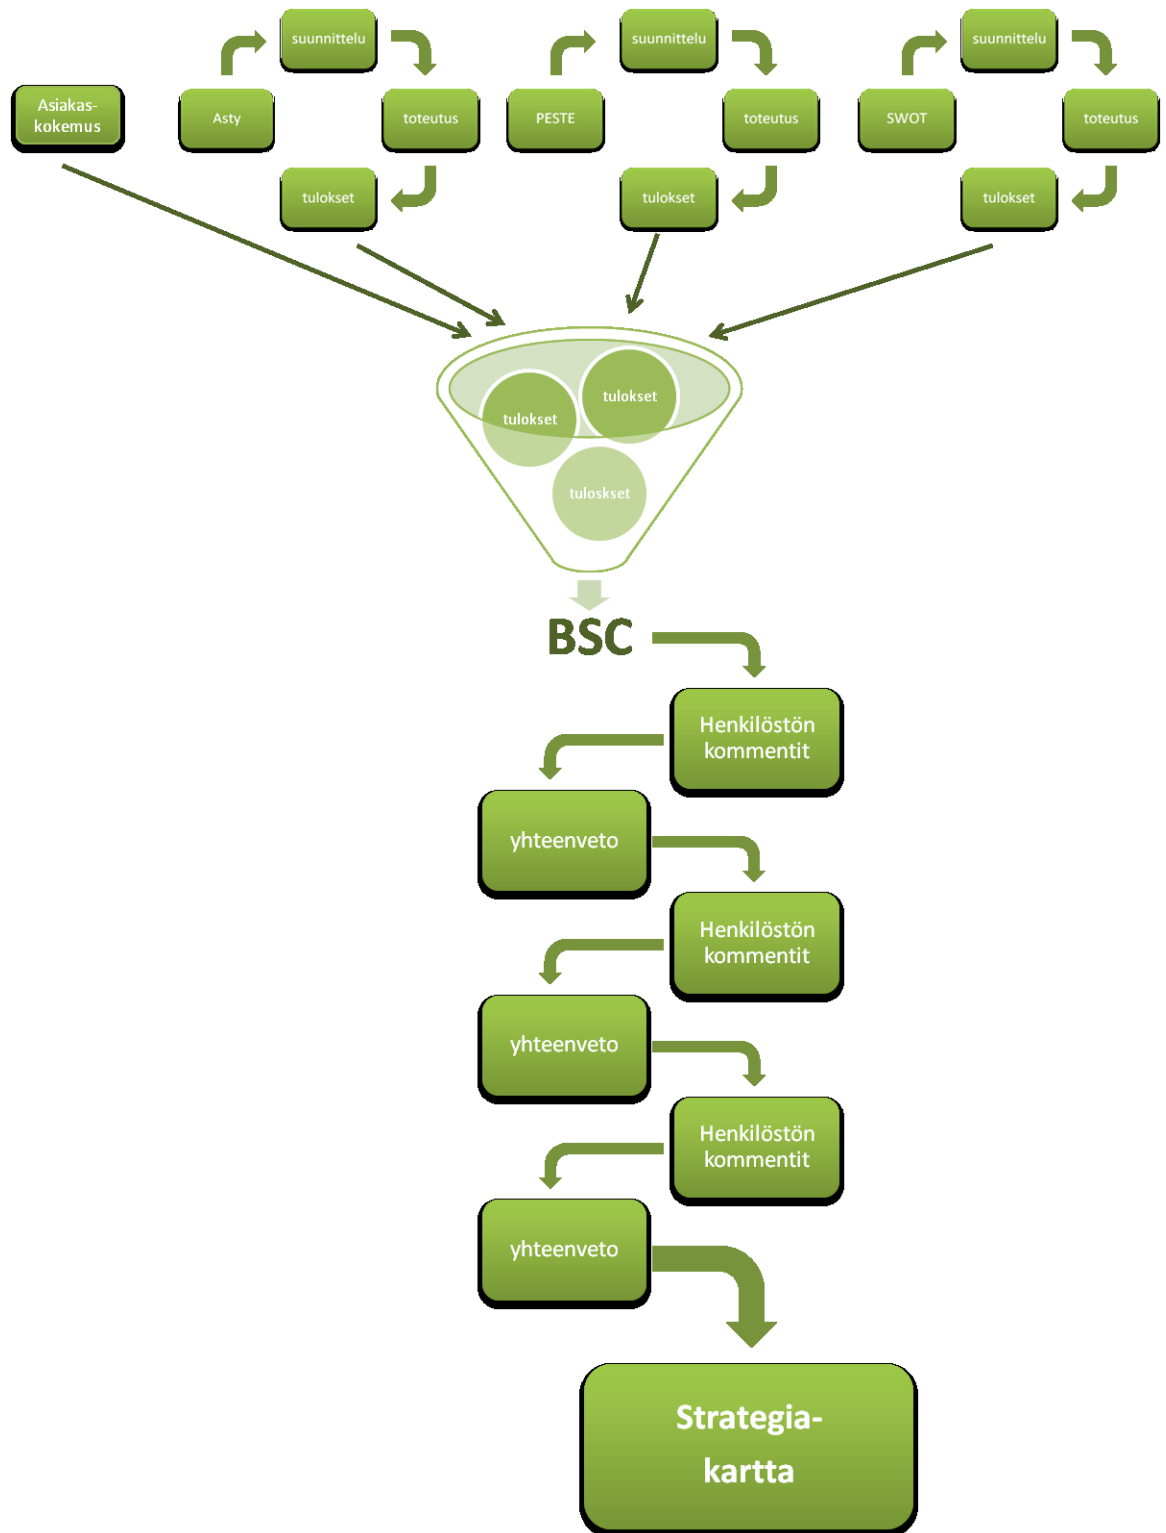 suunnittelu
suunnittelu
suunnittelu
Asiakas-
kokemus
Asty
toteutus
PESTE
toteutus
SWOT
toteutus
tulokset
tulokset
tulokset
tulokset
tulokset
tuloskset
BSC
Henkilöstön
kommentit
yhteenveto
Henkilöstön
kommentit
yhteenveto
Henkilöstön
kommentit
yhteenveto
Strategia-
kartta